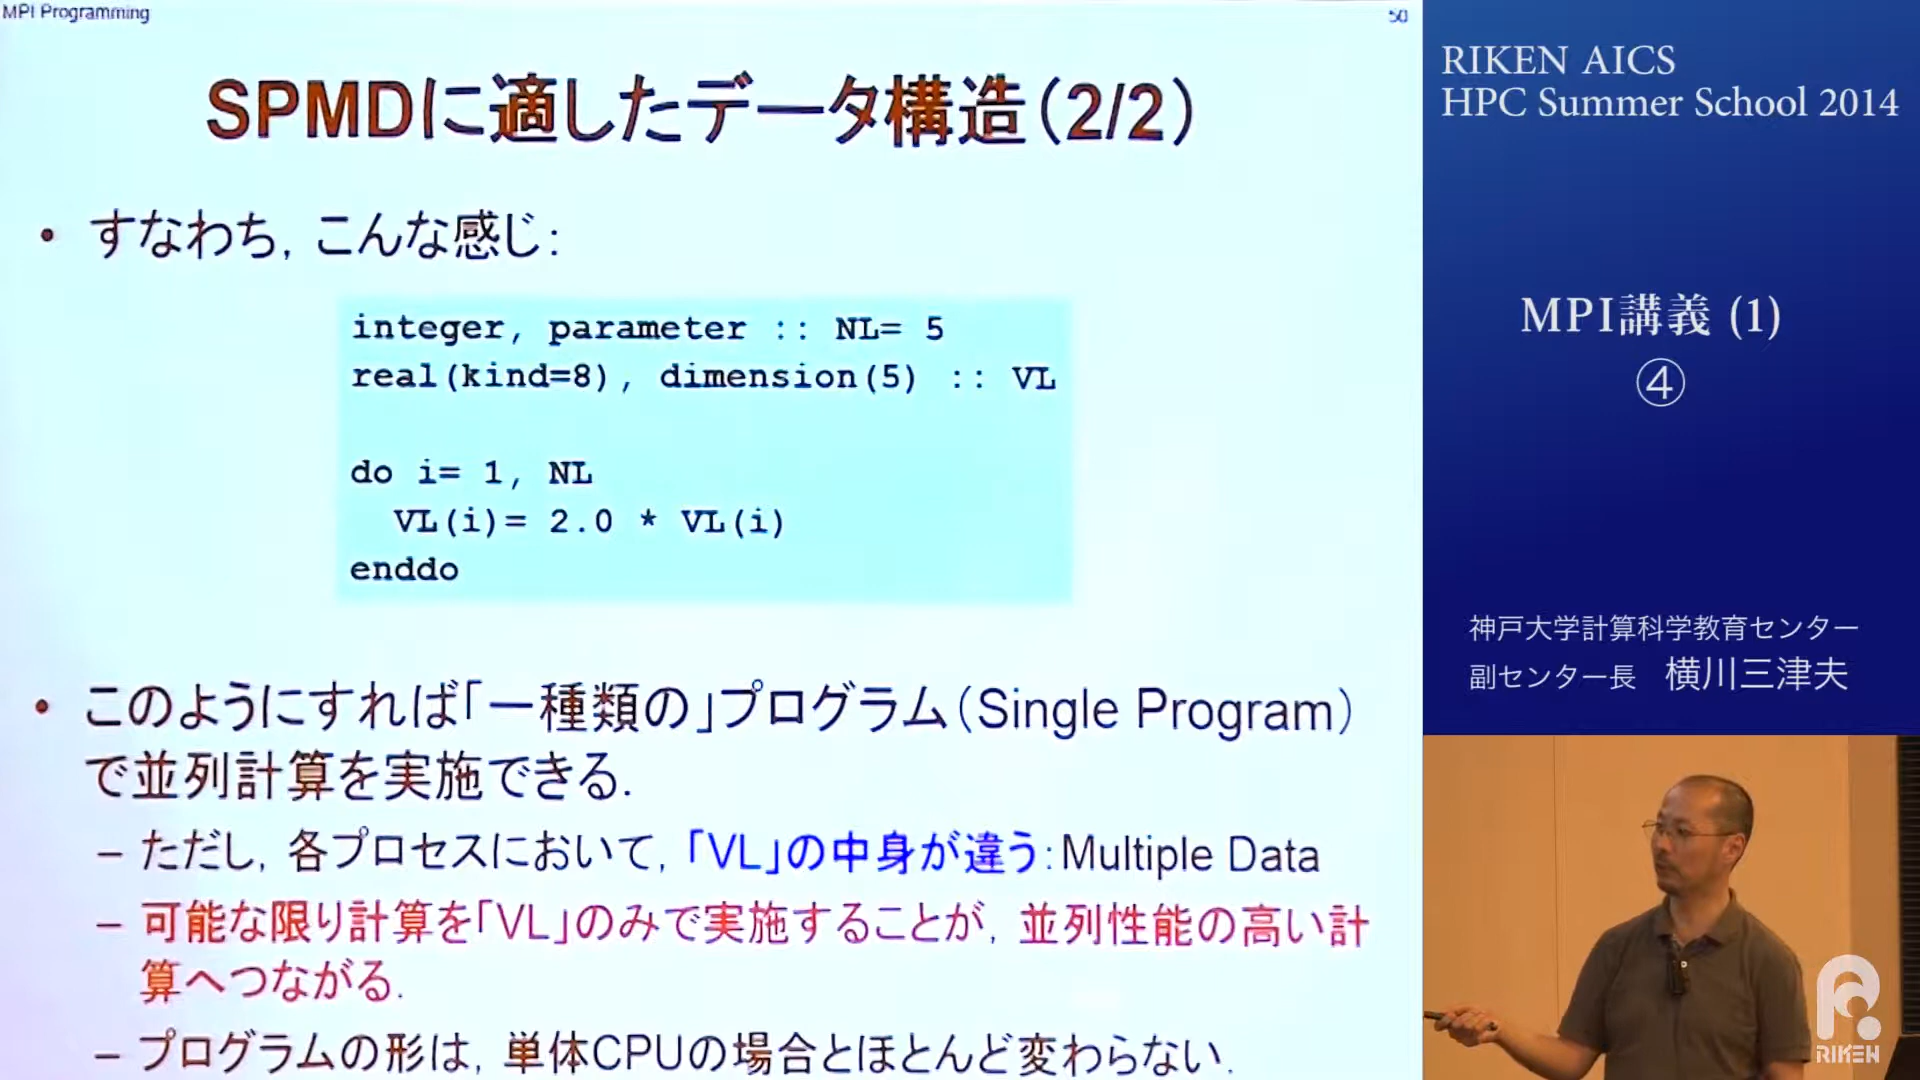 MPI Programming
50
SPMDに適したデータ構造（2/2）
• すなわち，こんな感じ：
integer, parameter :: NL= 5
real(kind=8), dimension(5) :: VL
do i= 1, NL
VL(i)= 2.0 * VL(i)
enddo
• このようにすれば「一種類の」プログラム（Single Program）
で並列計算を実施できる．
– ただし，各プロセスにおいて，「VL」の中身が違う：Multiple Data
– 可能な限り計算を「VL」のみで実施することが，並列性能の高い計
算へつながる．
– プログラムの形は，単体CPUの場合とほとんど変わらない．
RIKEN AICS
HPC Summer School 2014
MPI講義 (1)
④
神戸大学計算科学教育センター
副センター長 横川三津夫
RIKEN